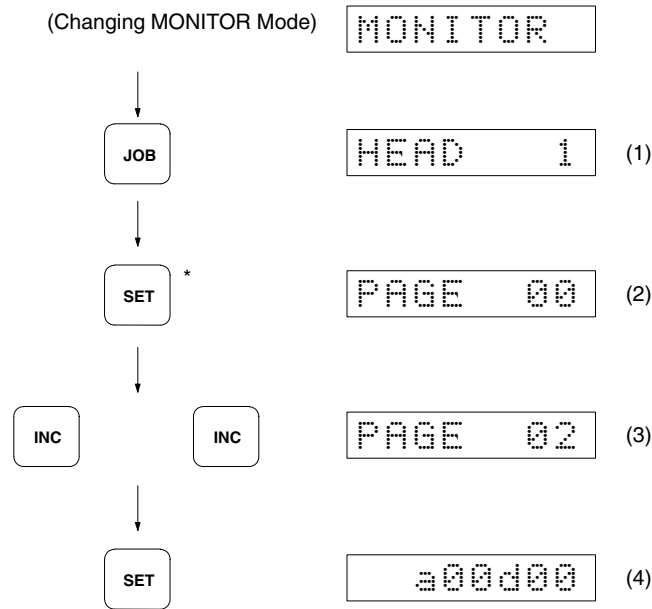 (Changing MONITOR Mode) MONITOR
JOB HEAD 1 (1)
SET * PAGE 00 (2)
INC INC PAGE 02 (3)
SET a00d00 (4)